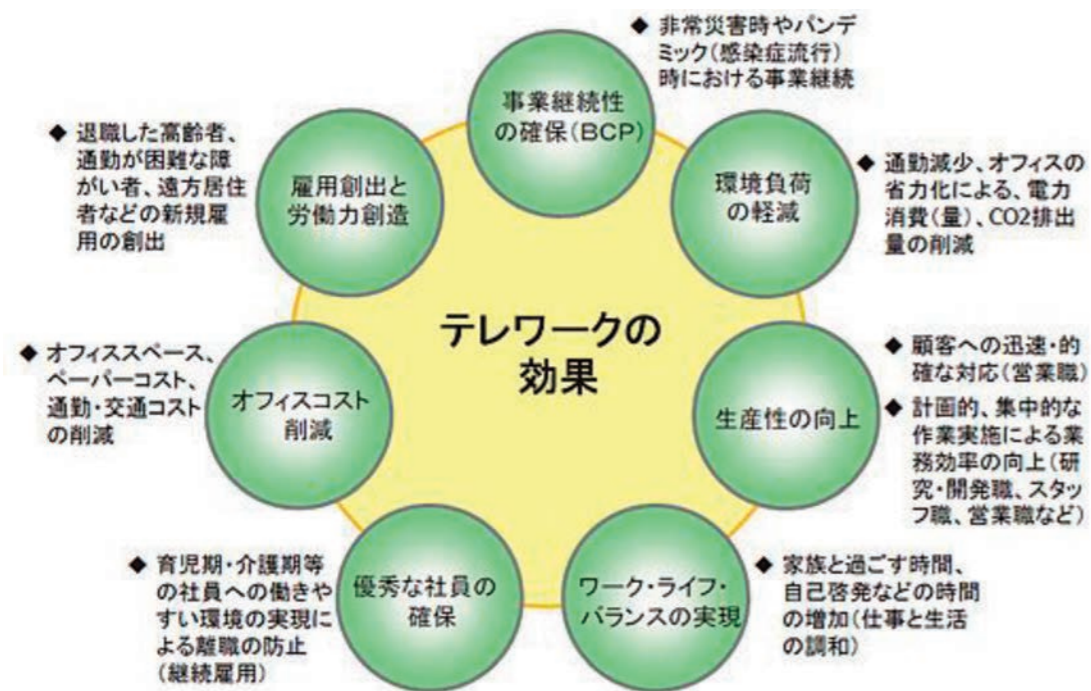 テレワークの
効果
事業継続性
の確保(BCP)
◆ 非常災害時やパンデ
ミック(感染症流行)
時における事業継続
環境負荷
の軽減
◆ 通勤減少、オフィスの
省力化による、電力
消費(量)、CO2排出
量の削減
生産性の向上
◆ 顧客への迅速・的
確な対応(営業職)
◆ 計画的、集中的な
作業実施による業
務効率の向上(研
究・開発職、スタッ
フ職、営業職など)
ワーク・ライフ・
バランスの実現
◆ 家族と過ごす時間、
自己啓発などの時間
の増加(仕事と生活
の調和)
優秀な社員の
確保
◆ 育児期・介護期等
の社員への働きや
すい環境の実現に
よる離職の防止
(継続雇用)
オフィスコスト
削減
◆ オフィススペース、
ペーパーコスト、
通勤・交通コスト
の削減
雇用創出と
労働力創造
◆ 退職した高齢者、
通勤が困難な障
がい者、遠方居住
者などの新規雇
用の創出